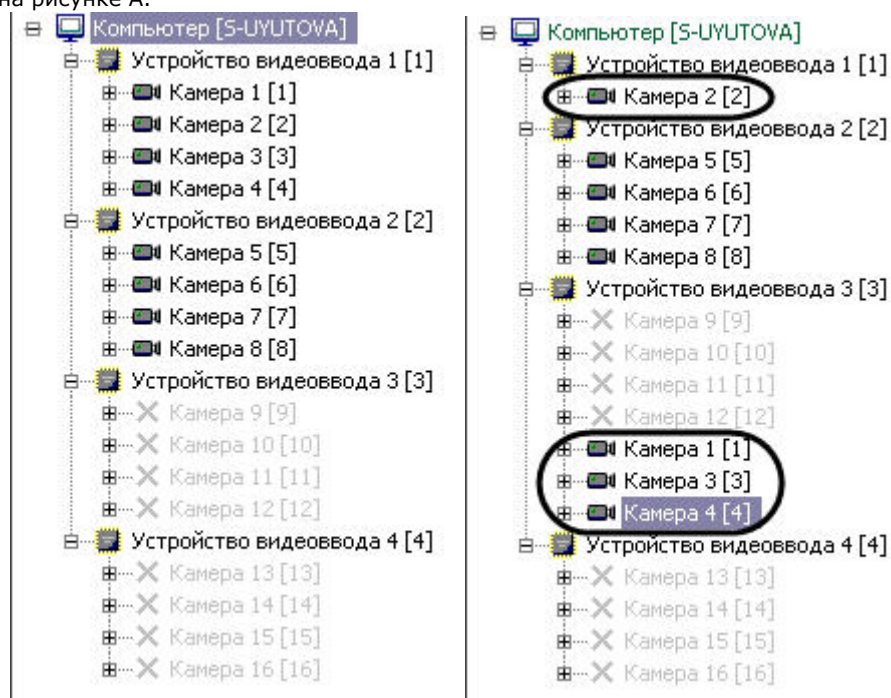 на рисунке А.
Компьютер [S-UYUTOVA]
Устройство видеоввода 1 [1]
Камера 1 [1]
Камера 2 [2]
Камера 3 [3]
Камера 4 [4]
Устройство видеоввода 2 [2]
Камера 5 [5]
Камера 6 [6]
Камера 7 [7]
Камера 8 [8]
Устройство видеоввода 3 [3]
Камера 9 [9]
Камера 10 [10]
Камера 11 [11]
Камера 12 [12]
Устройство видеоввода 4 [4]
Камера 13 [13]
Камера 14 [14]
Камера 15 [15]
Камера 16 [16]
Компьютер [S-UYUTOVA]
Устройство видеоввода 1 [1]
Камера 2 [2]
Устройство видеоввода 2 [2]
Камера 5 [5]
Камера 6 [6]
Камера 7 [7]
Камера 8 [8]
Устройство видеоввода 3 [3]
Камера 9 [9]
Камера 10 [10]
Камера 11 [11]
Камера 12 [12]
Камера 1 [1]
Камера 3 [3]
Камера 4 [4]
Устройство видеоввода 4 [4]
Камера 13 [13]
Камера 14 [14]
Камера 15 [15]
Камера 16 [16]